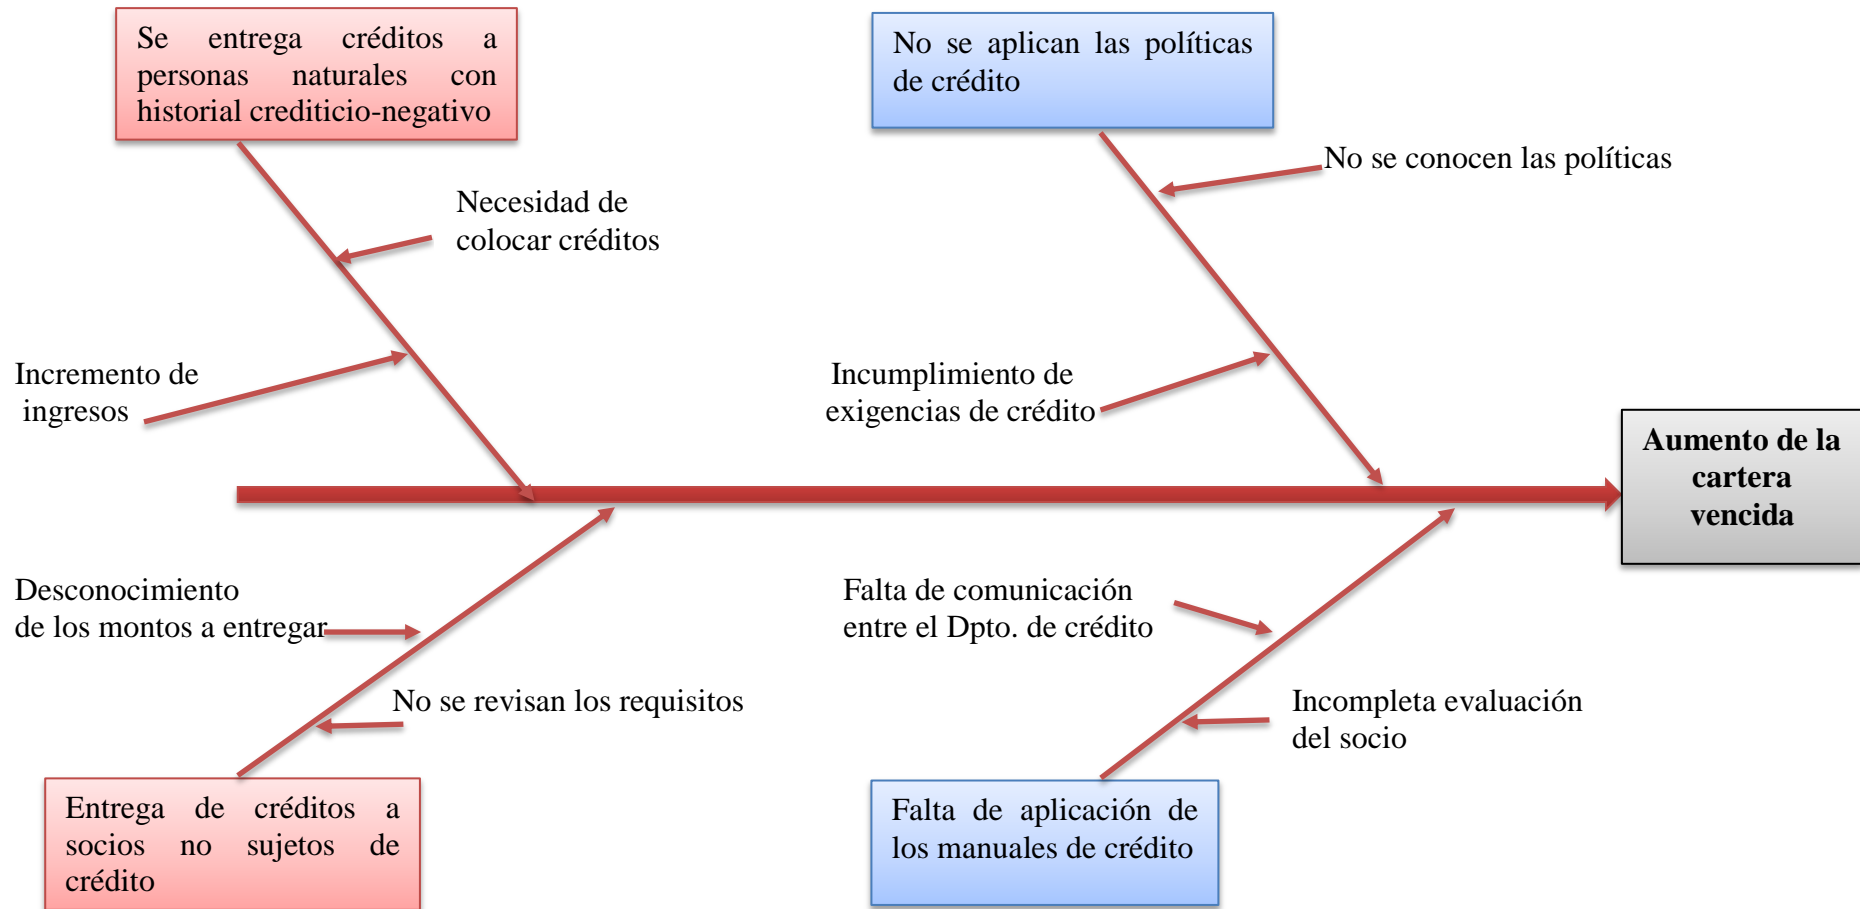 Se entrega créditos a
personas naturales con
historial crediticio-negativo
No se aplican las políticas
de crédito
No se conocen las políticas
Necesidad de
colocar créditos
Incremento de
ingresos
Incumplimiento de
exigencias de crédito
Aumento de la
cartera
vencida
Desconocimiento
de los montos a entregar
Falta de comunicación
entre el Dpto. de crédito
No se revisan los requisitos
Incompleta evaluación
del socio
Entrega de créditos a
socios no sujetos de
crédito
Falta de aplicación de
los manuales de crédito